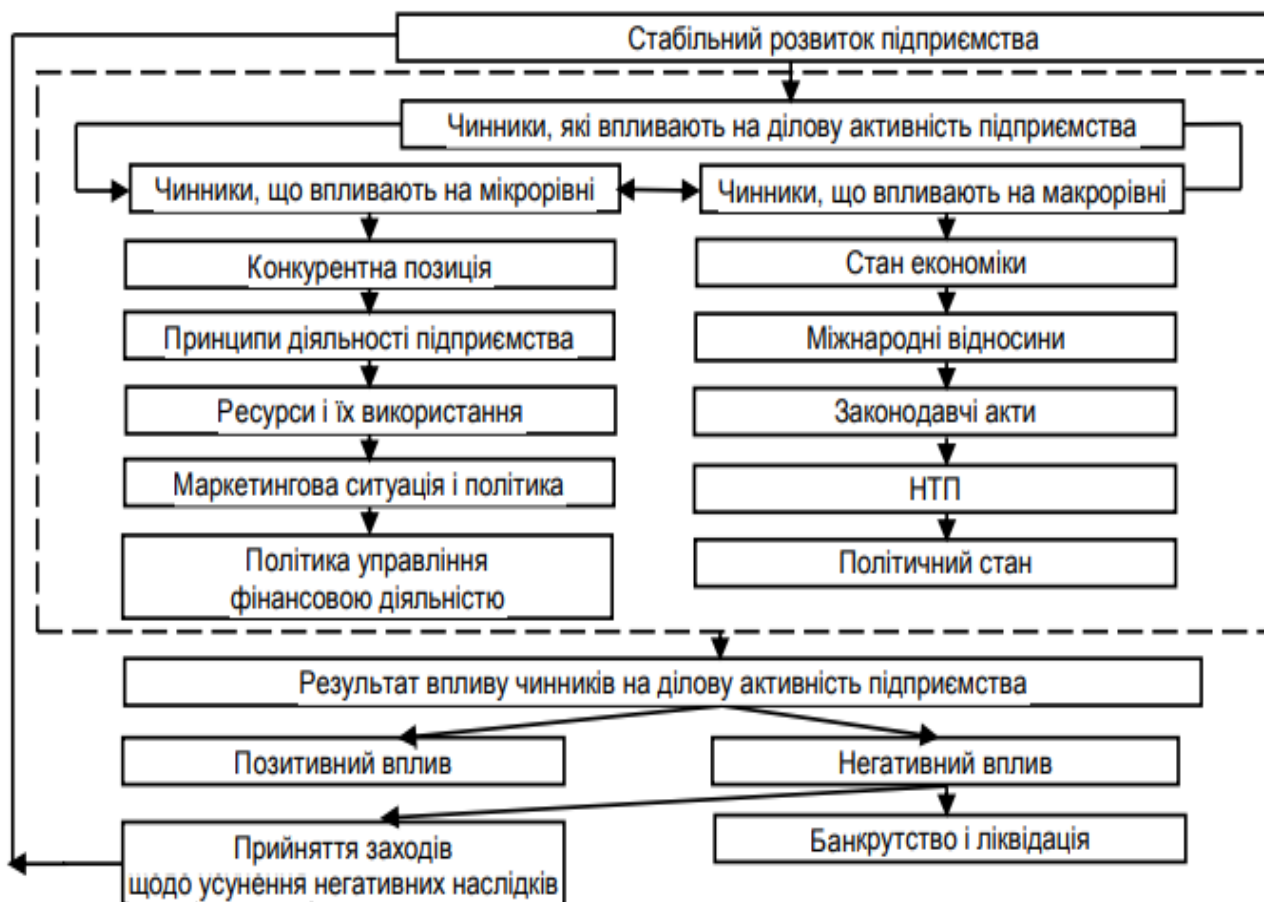 Стабільний розвиток підприємства
Чинники, які впливають на ділову активність підприємства
Чинники, що впливають на мікрорівні
Чинники, що впливають на макрорівні
Конкурентна позиція
Стан економіки
Принципи діяльності підприємства
Міжнародні відносини
Ресурси і їх використання
Законодавчі акти
Маркетингова ситуація і політика
НТП
Політика управління
фінансовою діяльністю
Політичний стан
Результат впливу чинників на ділову активність підприємства
Позитивний вплив
Негативний вплив
Прийняття заходів
щодо усунення негативних наслідків
Банкрутство і ліквідація